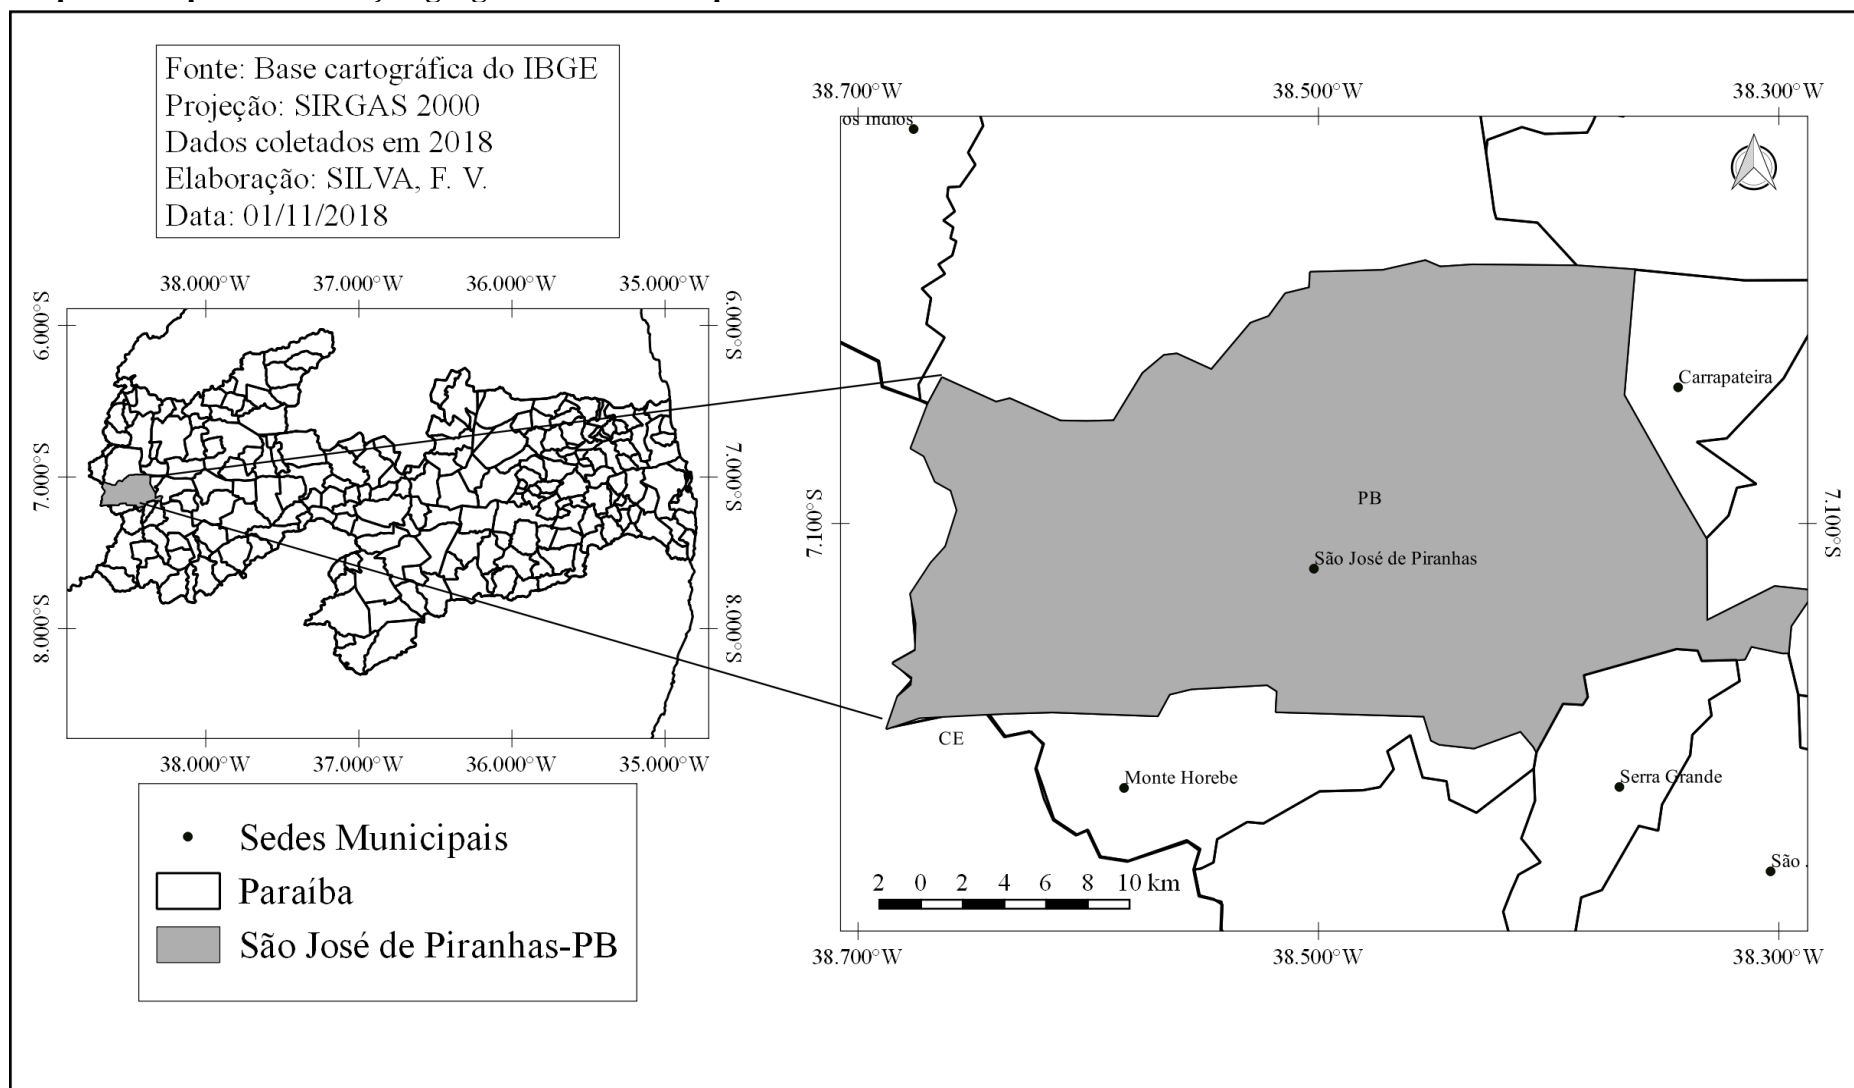 Fonte: Base cartográfica do IBGE
Projeção: SIRGAS 2000
Dados coletados em 2018
Elaboração: SILVA, F. V.
Data: 01/11/2018
38.000°W 37.000°W 36.000°W 35.000°W
6.000°S 6.000°S
7.000°S 7.000°S
8.000°S 8.000°S
38.000°W 37.000°W 36.000°W 35.000°W
Sedes Municipais
Paraíba
São José de Piranhas-PB
38.700°W 38.500°W 38.300°W
os Índios
Carrapateira
PB
7.100°S 7.100°S
São José de Piranhas
CE
Monte Horebe
Serra Grande
São .
2 0 2 4 6 8 10 km
38.700°W 38.500°W 38.300°W